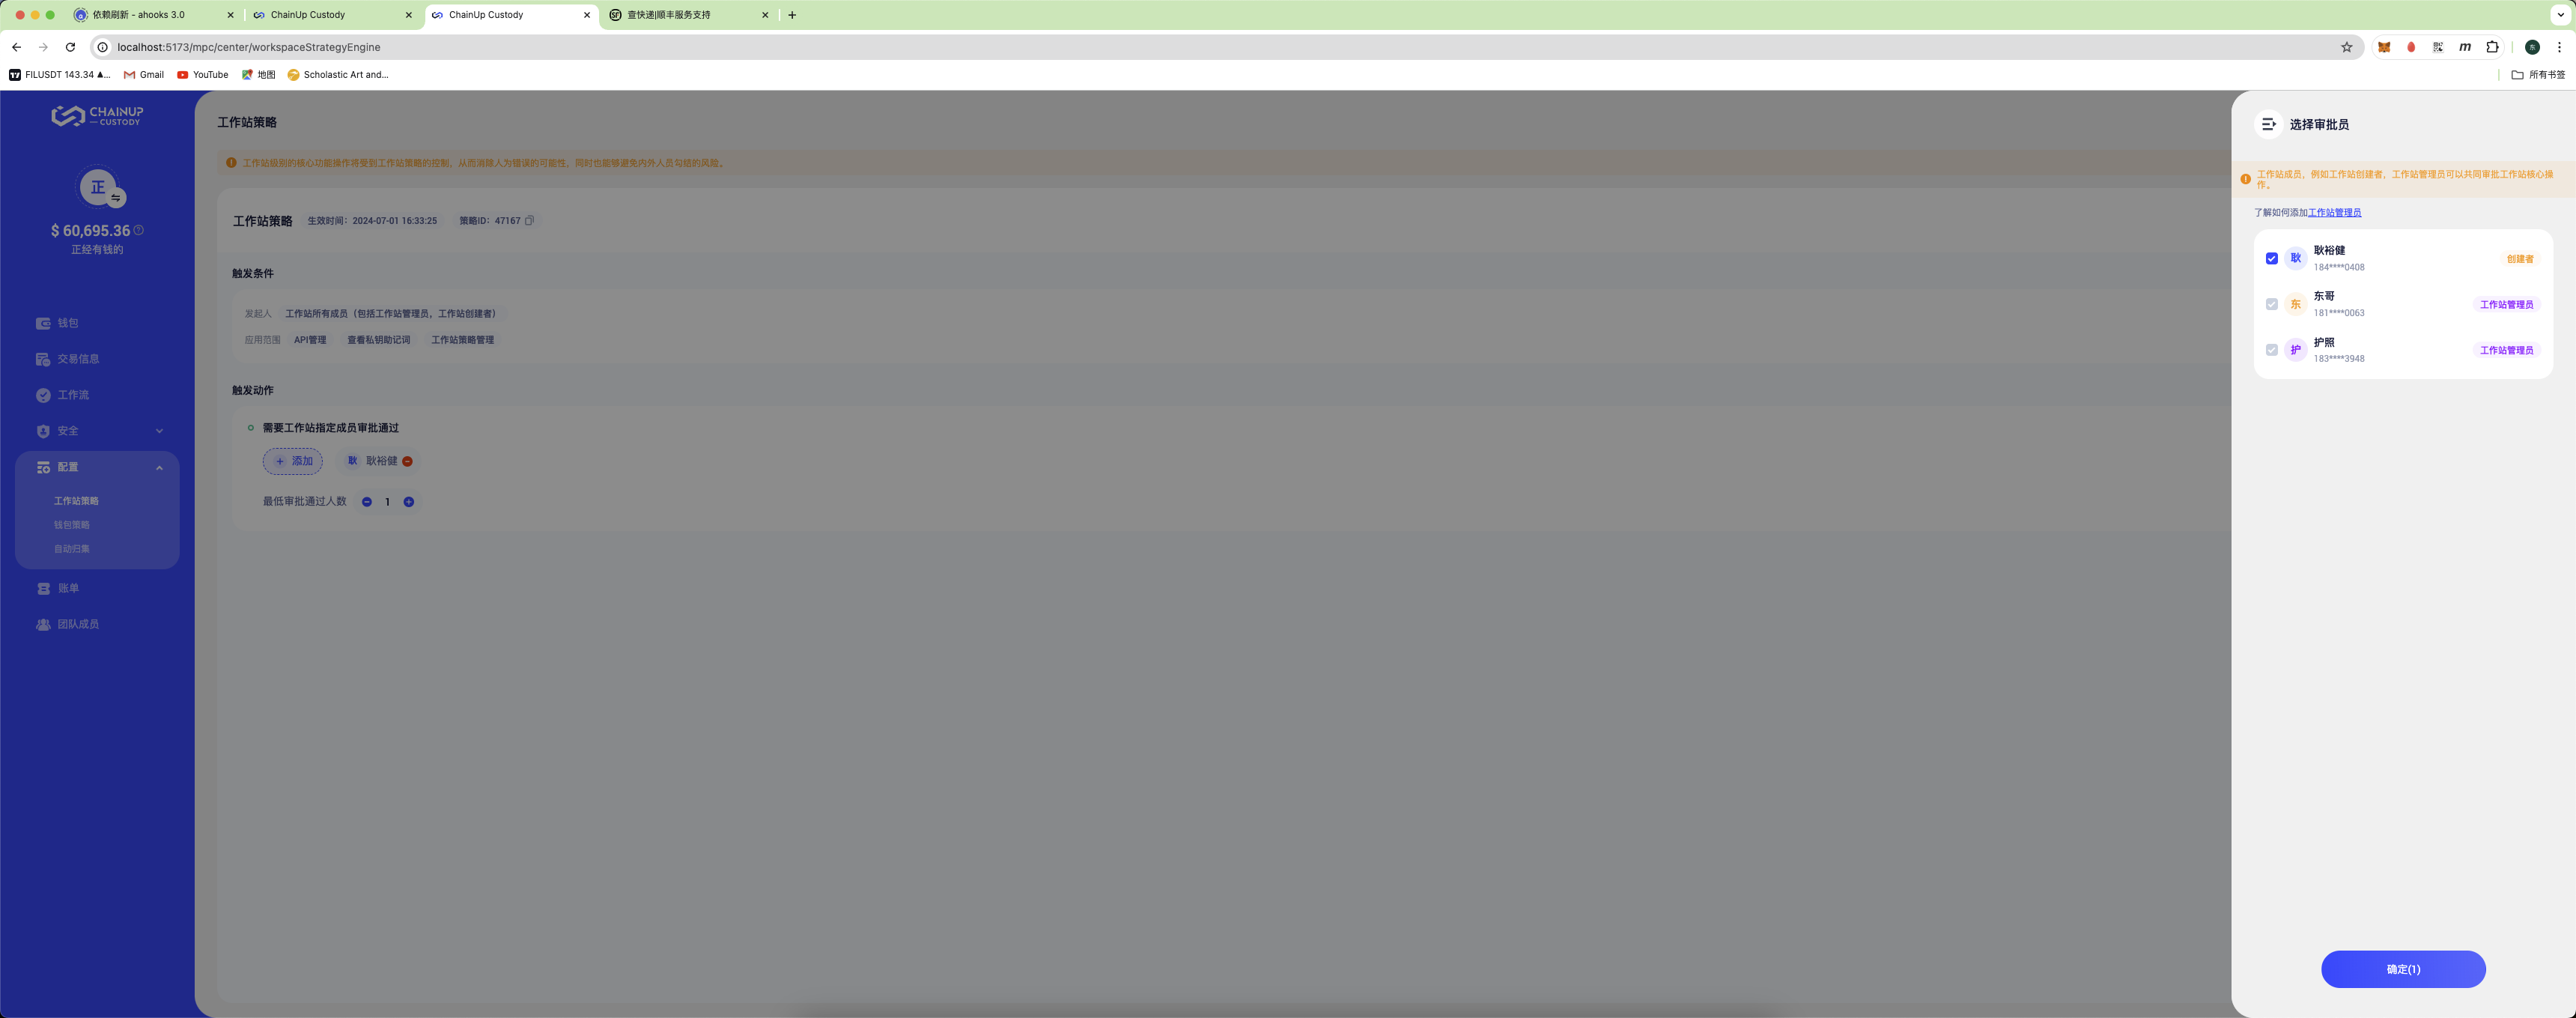 依赖刷新 - ahooks 3.0
ChainUp Custody
ChainUp Custody
查快递|顺丰服务支持
localhost:5173/mpc/center/workspaceStrategyEngine
FILUSDT 143.34 ▲...
Gmail
YouTube
地图
Scholastic Art and...
所有书签
CHAINUP
CUSTODY
正
$ 60,695.36
正经有钱的
钱包
交易信息
工作流
安全
配置
工作站策略
钱包策略
自动归集
账单
团队成员
工作站策略
工作站级别的核心功能操作将受到工作站策略的控制，从而消除人为错误的可能性，同时也能够避免内外人员勾结的风险。
工作站策略
生效时间：2024-07-01 16:33:25
策略ID：47167
触发条件
发起人 工作站所有成员（包括工作站管理员，工作站创建者）
应用范围 API管理 查看私钥助记词 工作站策略管理
触发动作
需要工作站指定成员审批通过
+ 添加 耿 耿裕健
最低审批通过人数 1
选择审批员
工作站成员，例如工作站创建者，工作站管理员可以共同审批工作站核心操
作。
了解如何添加工作站管理员
耿 耿裕健
184****0408
创建者
东 东哥
181****0063
工作站管理员
护 护照
183****3948
工作站管理员
确定(1)